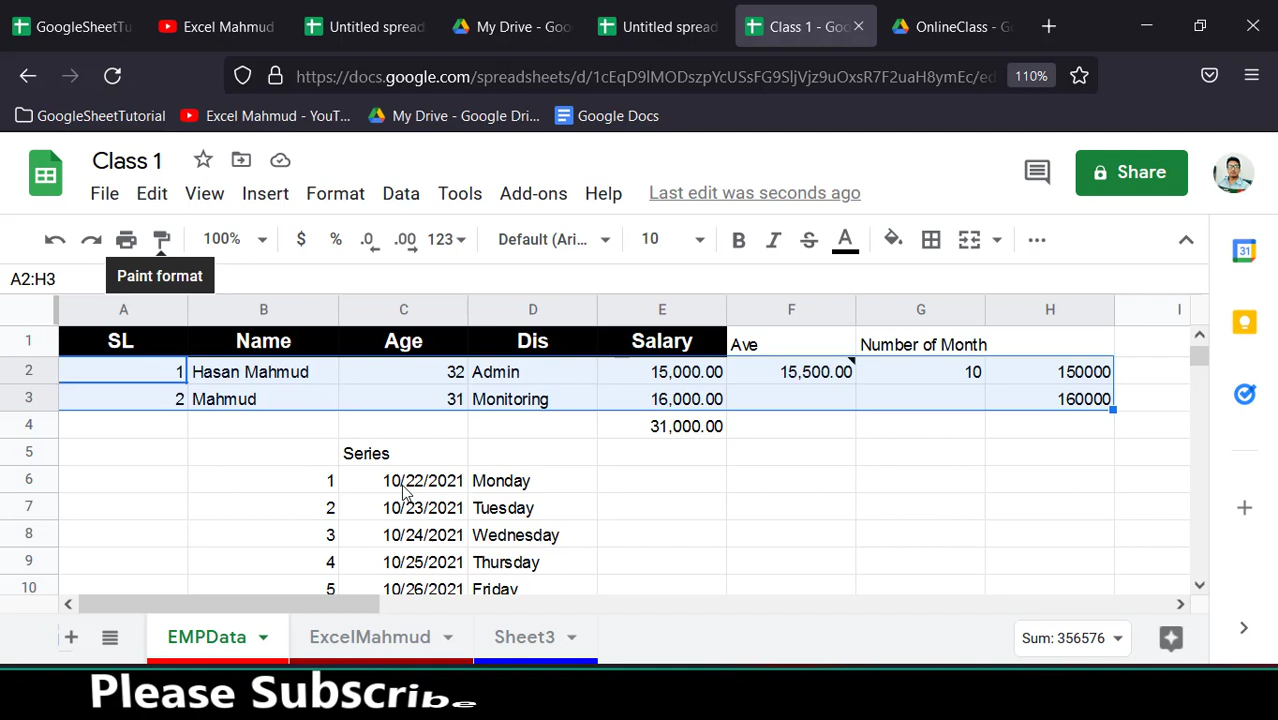 GoogleSheetTu
Excel Mahmud
Untitled spread
My Drive - Goo
Untitled spread
Class 1 - Goo
OnlineClass - G
https://docs.google.com/spreadsheets/d/1cEqD9lMODszpYcUSsFG9SljVjz9uOxsR7F2uaH8ymEc/ed
110%
GoogleSheetTutorial
Excel Mahmud - YouT...
My Drive - Google Dri...
Google Docs
Class 1
File Edit View Insert Format Data Tools Add-ons Help Last edit was seconds ago
Share
100% $ % .0 .00 123 Default (Ari... 10 B I S A
A2:H3
Paint format
A B C D E F G H I
1 SL Name Age Dis Salary Ave Number of Month
2 1 Hasan Mahmud 32 Admin 15,000.00 15,500.00 10 150000
3 2 Mahmud 31 Monitoring 16,000.00 160000
4 31,000.00
5 Series
6 1 10/22/2021 Monday
7 2 10/23/2021 Tuesday
8 3 10/24/2021 Wednesday
9 4 10/25/2021 Thursday
10 5 10/26/2021 Friday
EMPData
ExcelMahmud
Sheet3
Sum: 356576
31
Please Subscribe